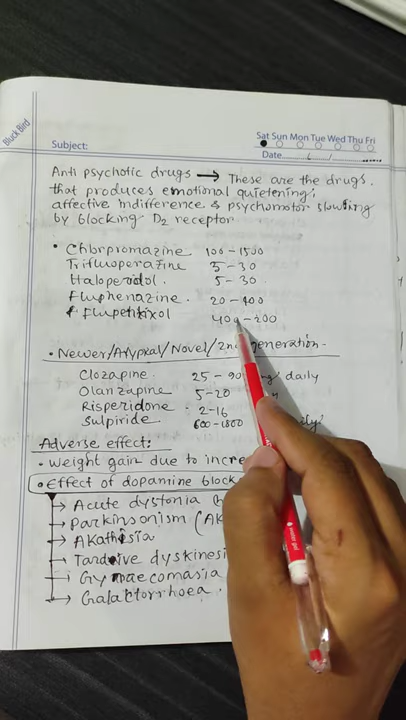 Bluck Bird
Subject:
Sat Sun Mon Tue Wed Thu Fri
Date
Anti psychotic drugs → These are the drugs.
that produces emotional quietening,
affective indifference & psychomotor slowing
by blocking D2 receptor
• Chlorpromazine 100-1500
Trifluoperazine 5-30
Haloperidol 5-30
Fluphenazine 20-400
Flupentixol 400-200
• Newer/Atypical/Novel/2nd generation-
Clozapine 25-90 daily
Olanzapine 5-20
Risperidone 2-16
Sulpiride 600-1800
Adverse effect:
• Weight gain due to incre
• Effect of dopamine block
→ Acute dystonia
→ Parkinsonism (AK
→ AKathisia
→ Tardive dyskinesi
→ Gynaecomasia
→ Galactorrhoea.